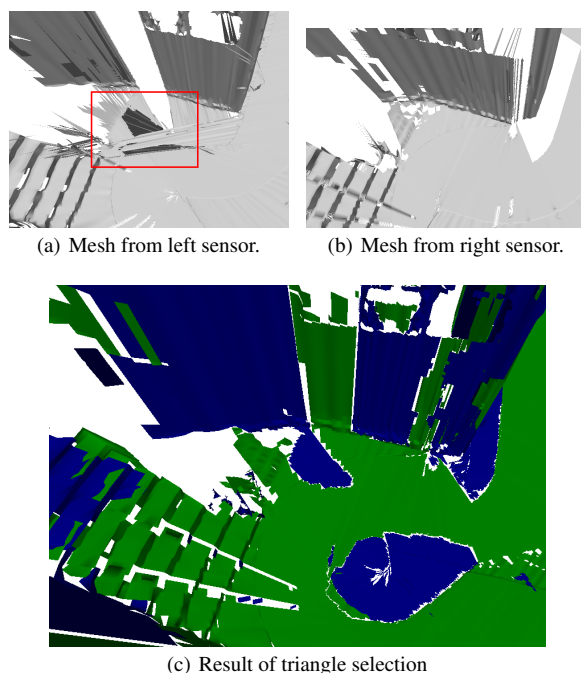 (a) Mesh from left sensor.
(b) Mesh from right sensor.
(c) Result of triangle selection